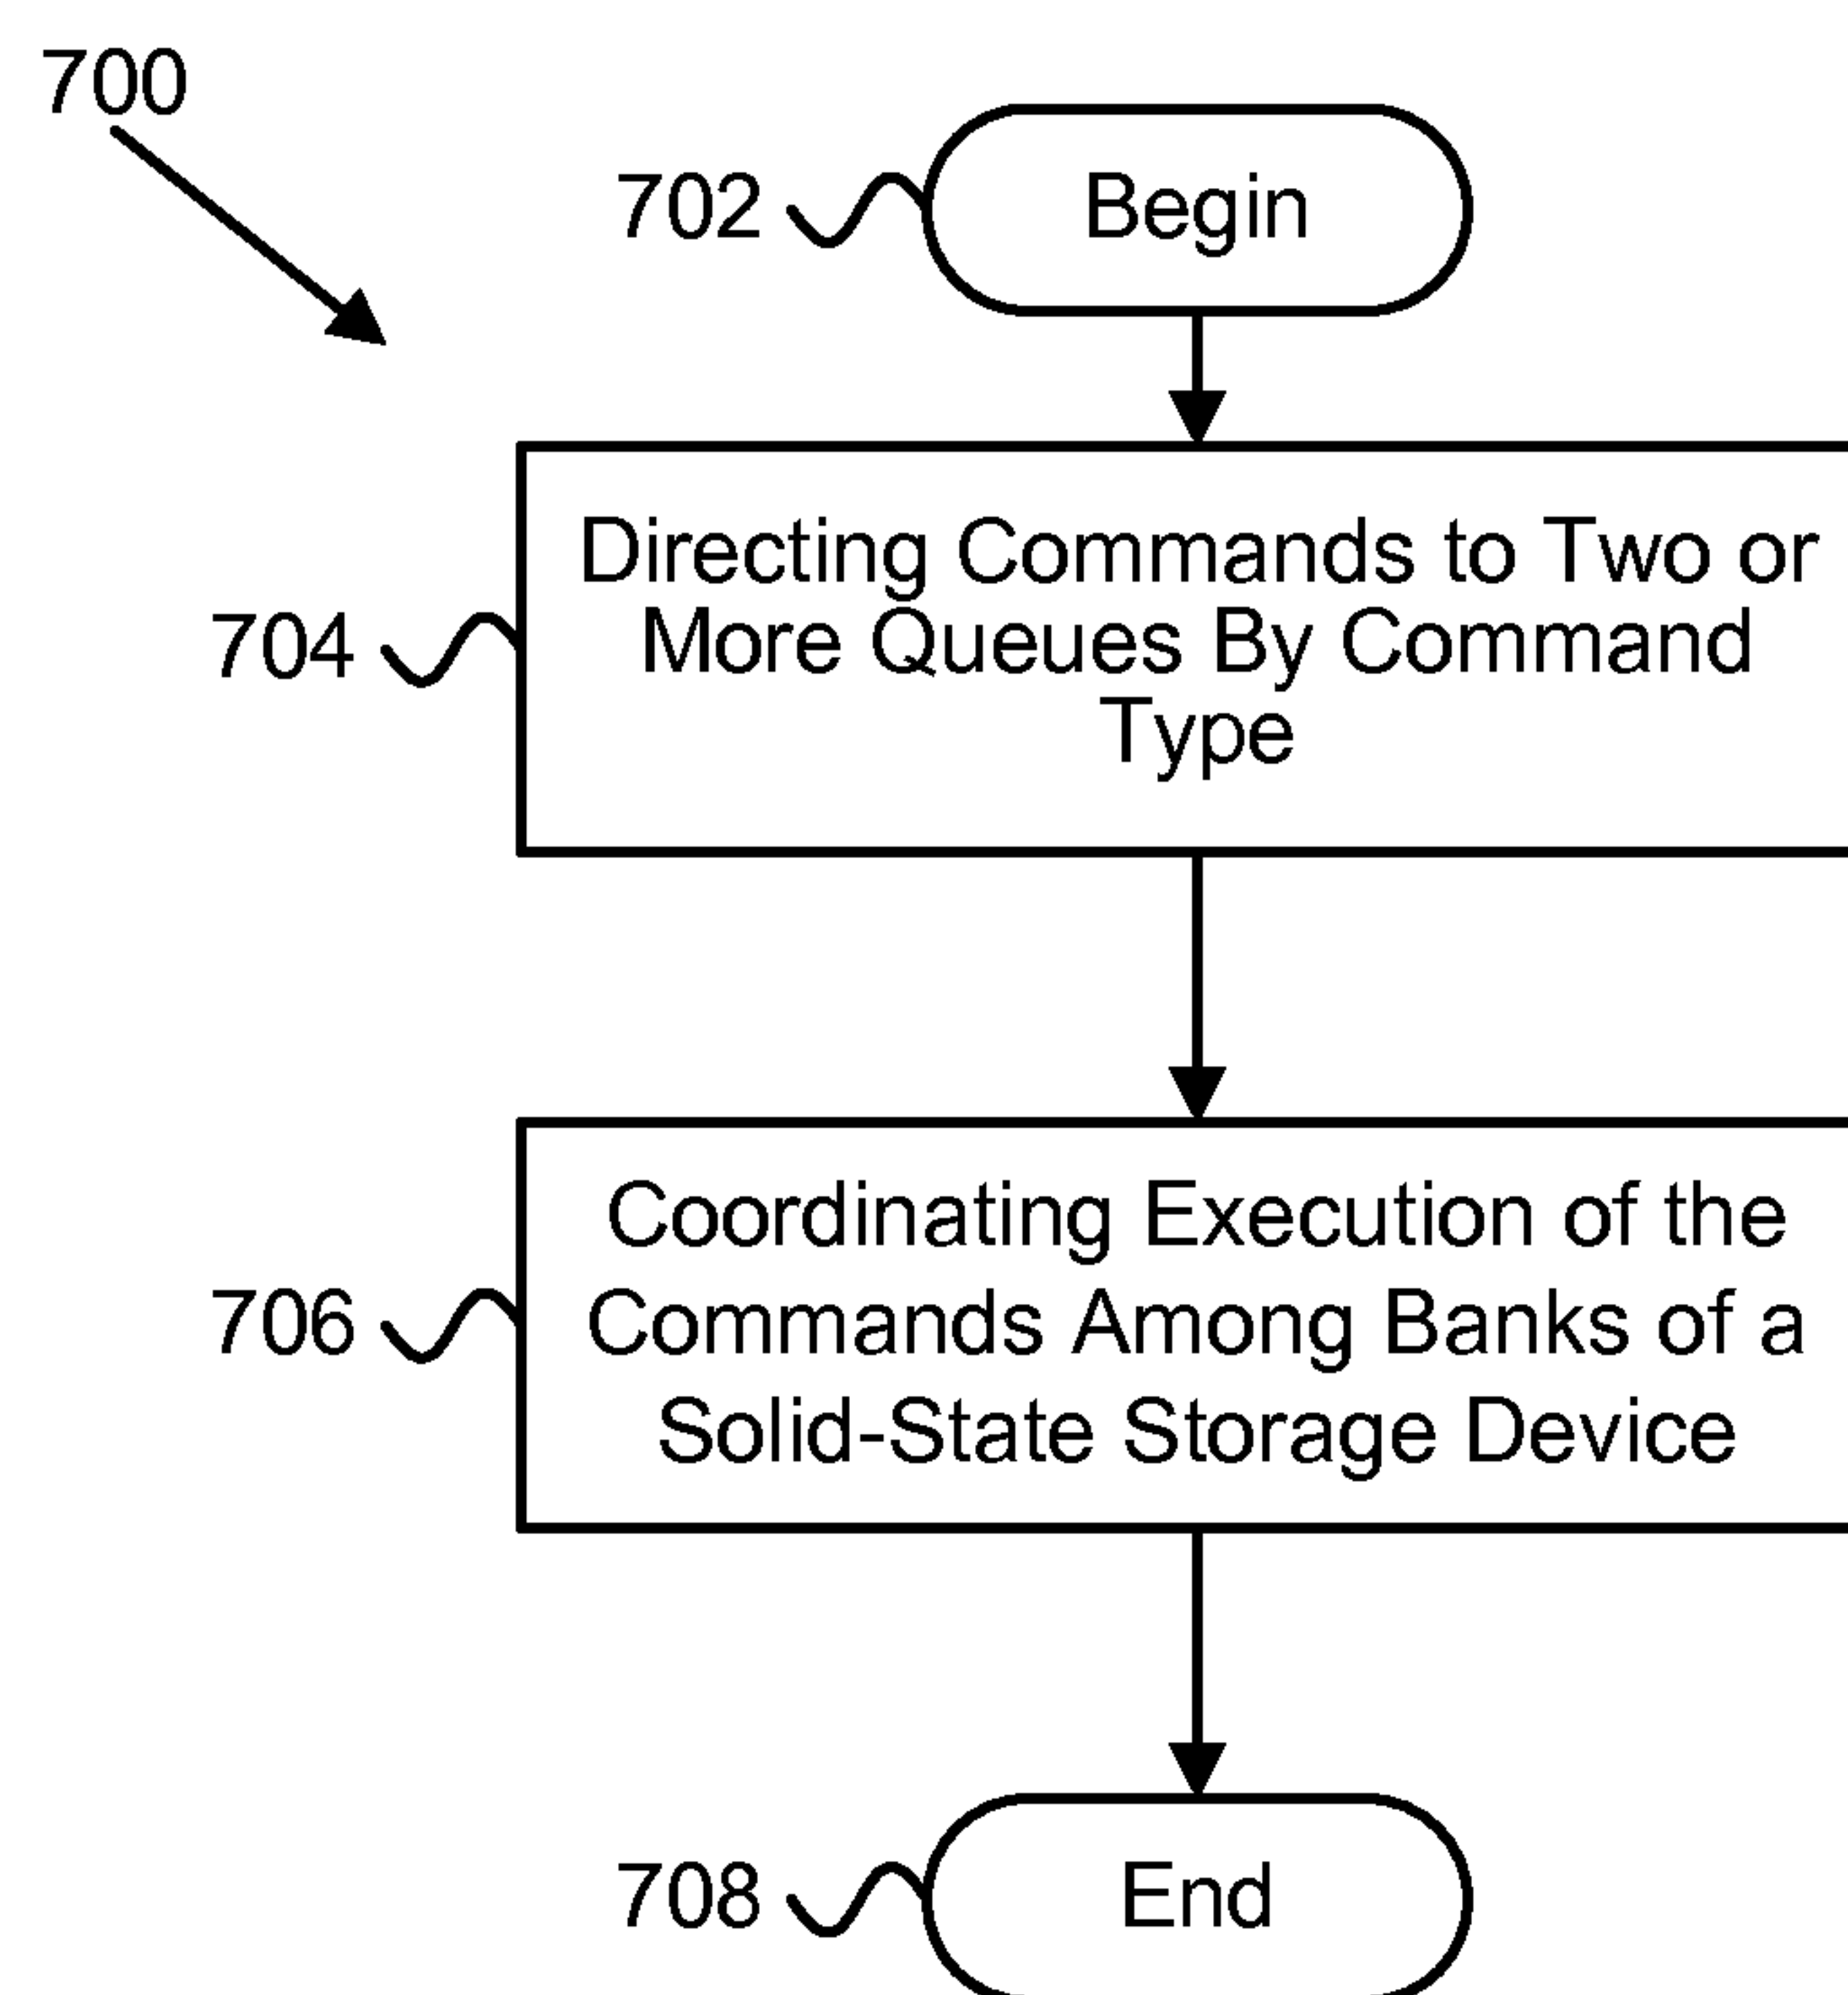 700
702
Begin
Directing Commands to Two or
More Queues By Command
Type
704
Coordinating Execution of the
Commands Among Banks of a
Solid-State Storage Device
706
708
End